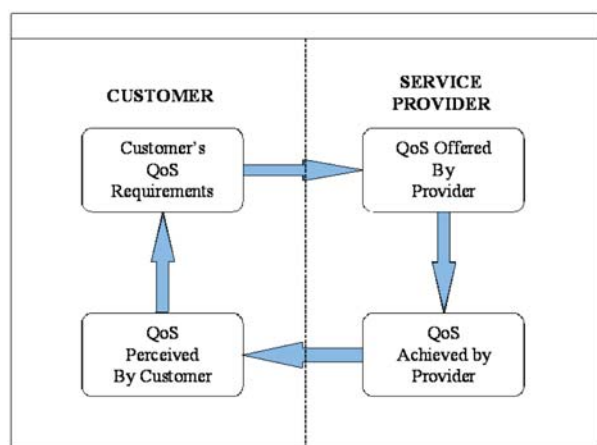 CUSTOMER
SERVICE
PROVIDER
Customer's
QoS
Requirements
QoS Offered
By
Provider
QoS
Perceived
By Customer
QoS
Achieved by
Provider